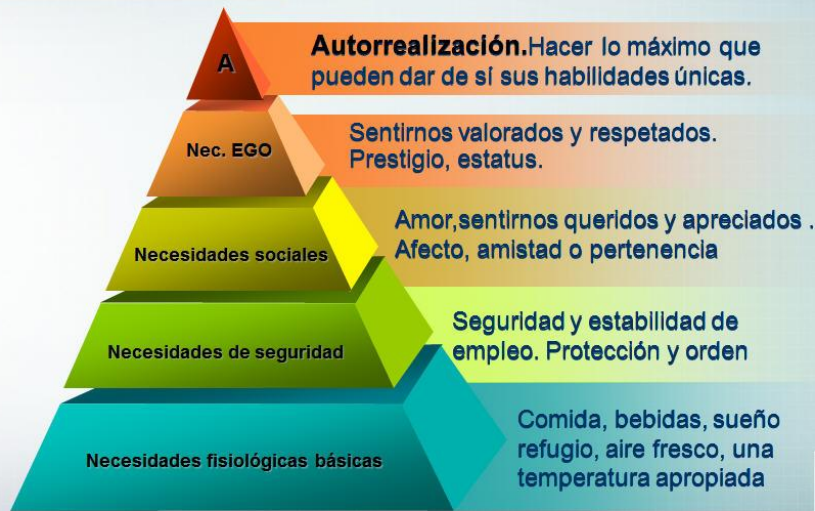 A
Autorrealización.Hacer lo máximo que
pueden dar de sí sus habilidades únicas.
Nec. EGO
Sentirnos valorados y respetados.
Prestigio, estatus.
Necesidades sociales
Amor,sentirnos queridos y apreciados .
Afecto, amistad o pertenencia
Necesidades de seguridad
Seguridad y estabilidad de
empleo. Protección y orden
Necesidades fisiológicas básicas
Comida, bebidas, sueño
refugio, aire fresco, una
temperatura apropiada